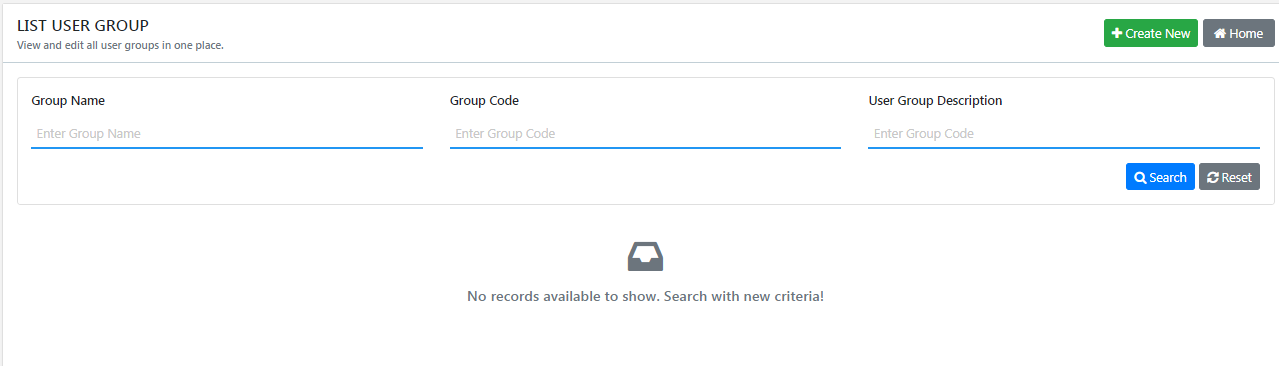 LIST USER GROUP
View and edit all user groups in one place.
Create New
Home
Group Name
Group Code
User Group Description
Enter Group Name
Enter Group Code
Enter Group Code
Search
Reset
No records available to show. Search with new criteria!